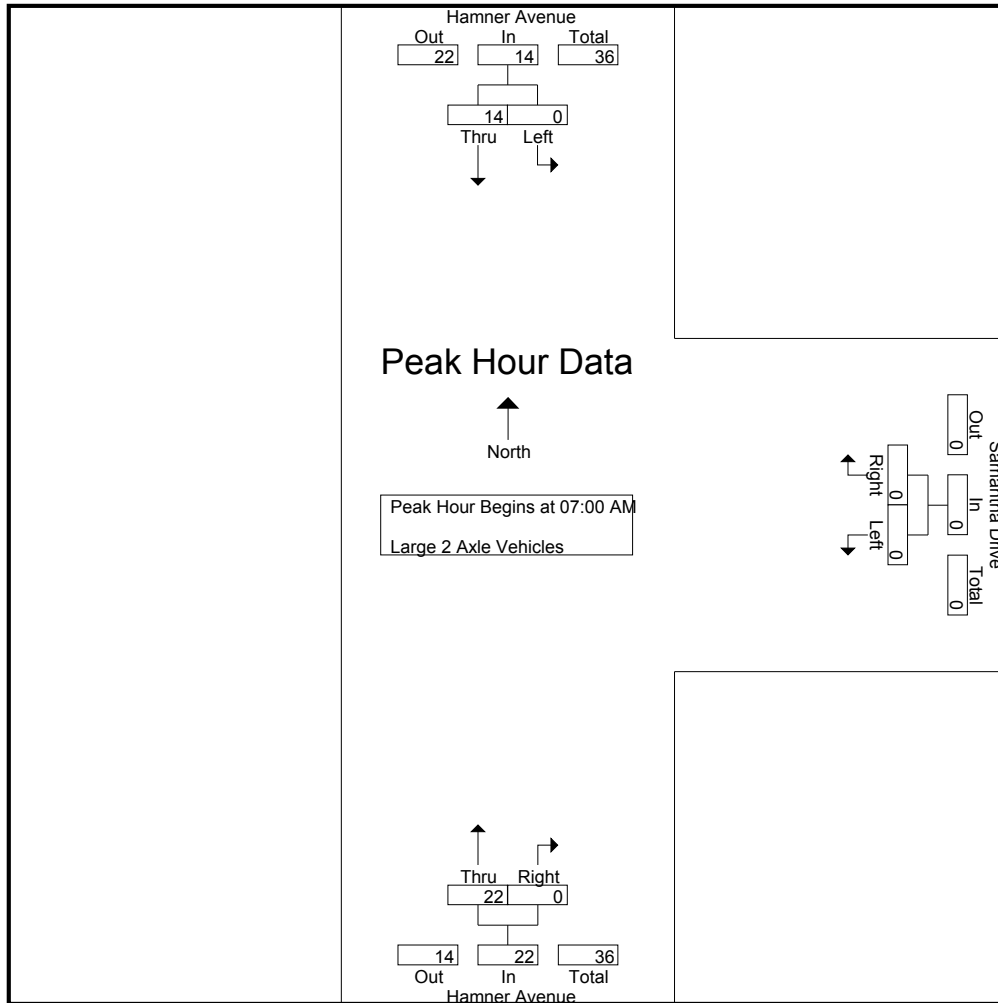 Hamner Avenue
Out In Total
22 14 36
14 0
Thru Left
Peak Hour Data
North
Peak Hour Begins at 07:00 AM
Large 2 Axle Vehicles
Samantha Drive
Out In Total
0 0 0
Right Left
0 0
Thru Right
22 0
14 22 36
Out In Total
Hamner Avenue